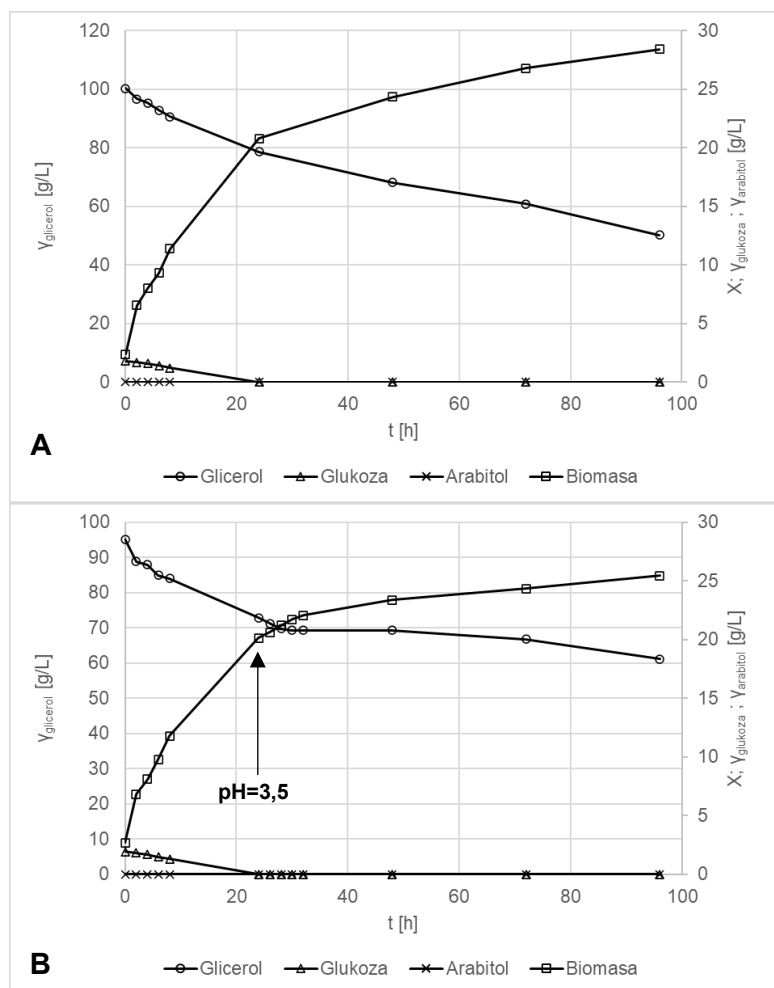 120
100
80
60
40
20
0
30
25
20
15
10
5
0
γglicerol [g/L]
X; γglukoza ; γarabitol [g/L]
0 20 40 60 80 100
t [h]
A
Glicerol Glukoza Arabitol Biomasa
100
90
80
70
60
50
40
30
20
10
0
30
25
20
15
10
5
0
γglicerol [g/L]
X; γglukoza ; γarabitol [g/L]
pH=3,5
0 20 40 60 80 100
t [h]
B
Glicerol Glukoza Arabitol Biomasa